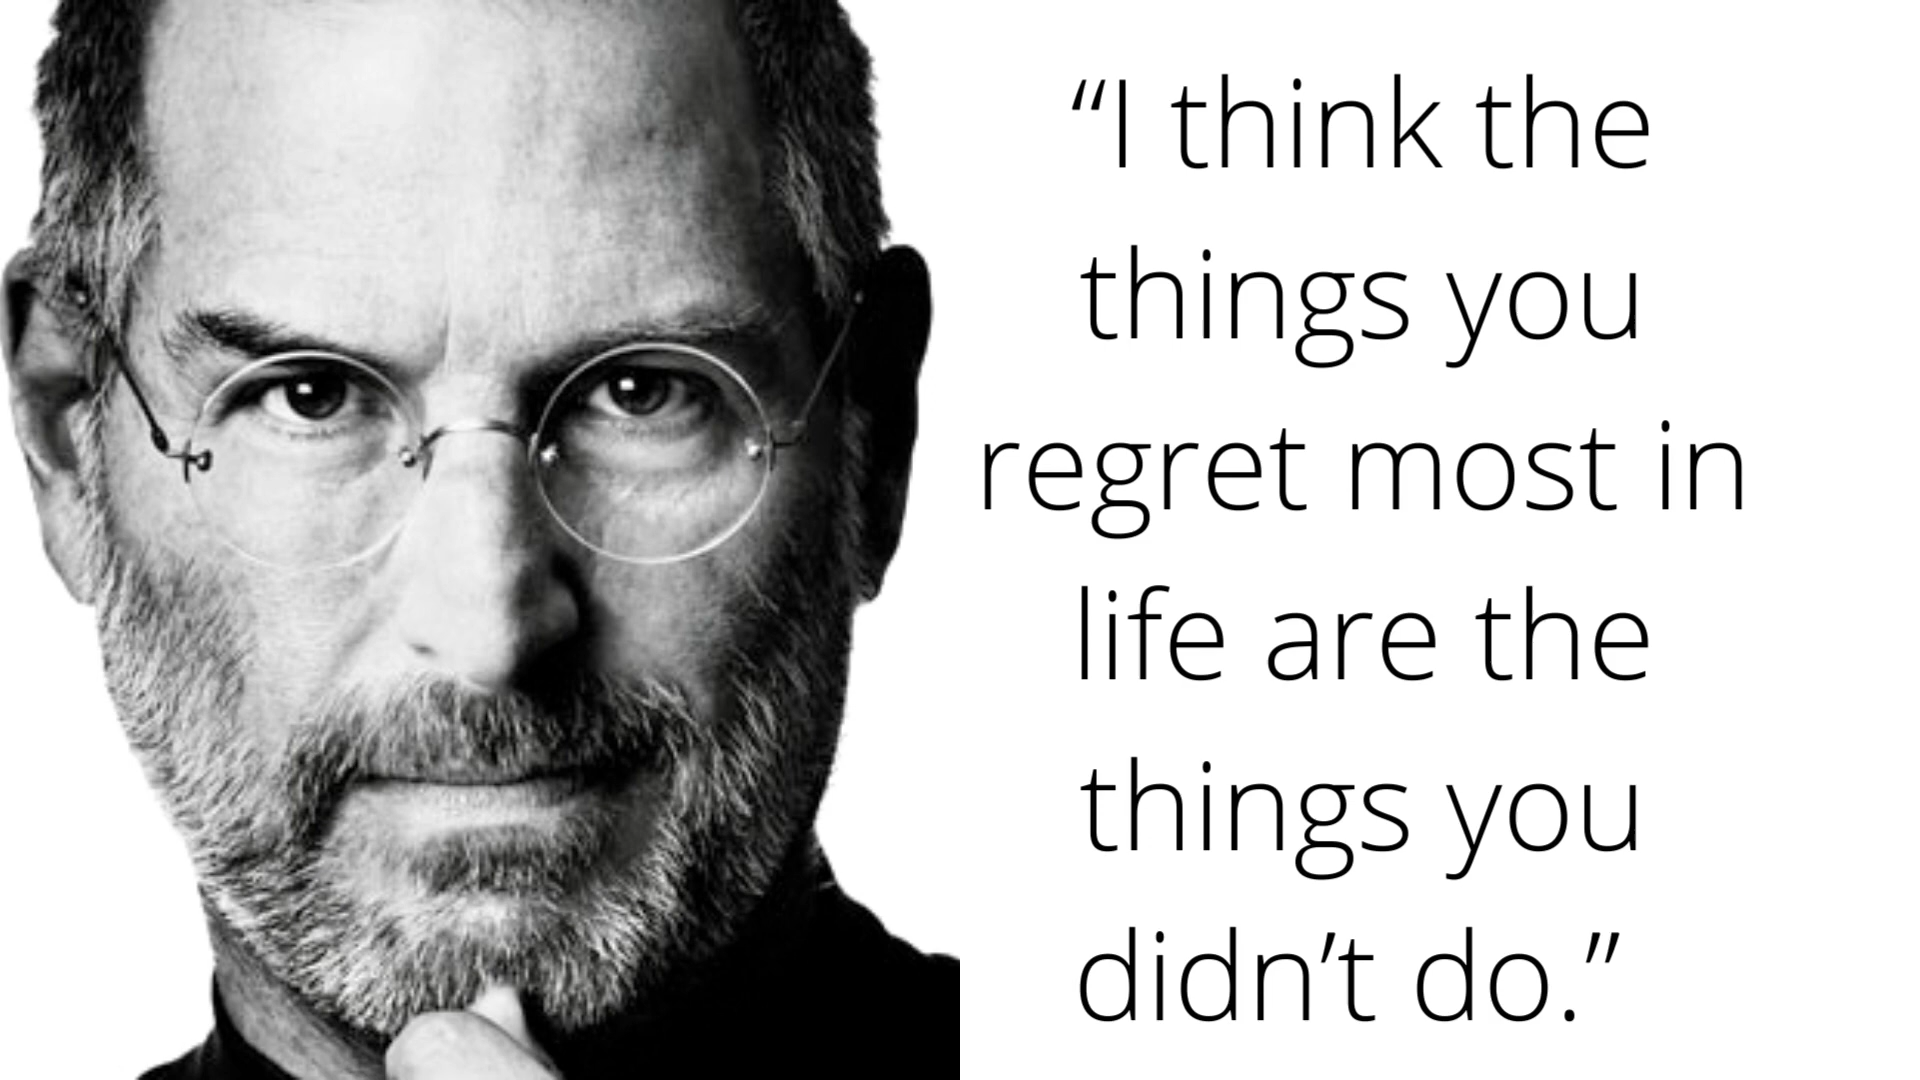 “I think the
things you
regret most in
life are the
things you
didn’t do.”